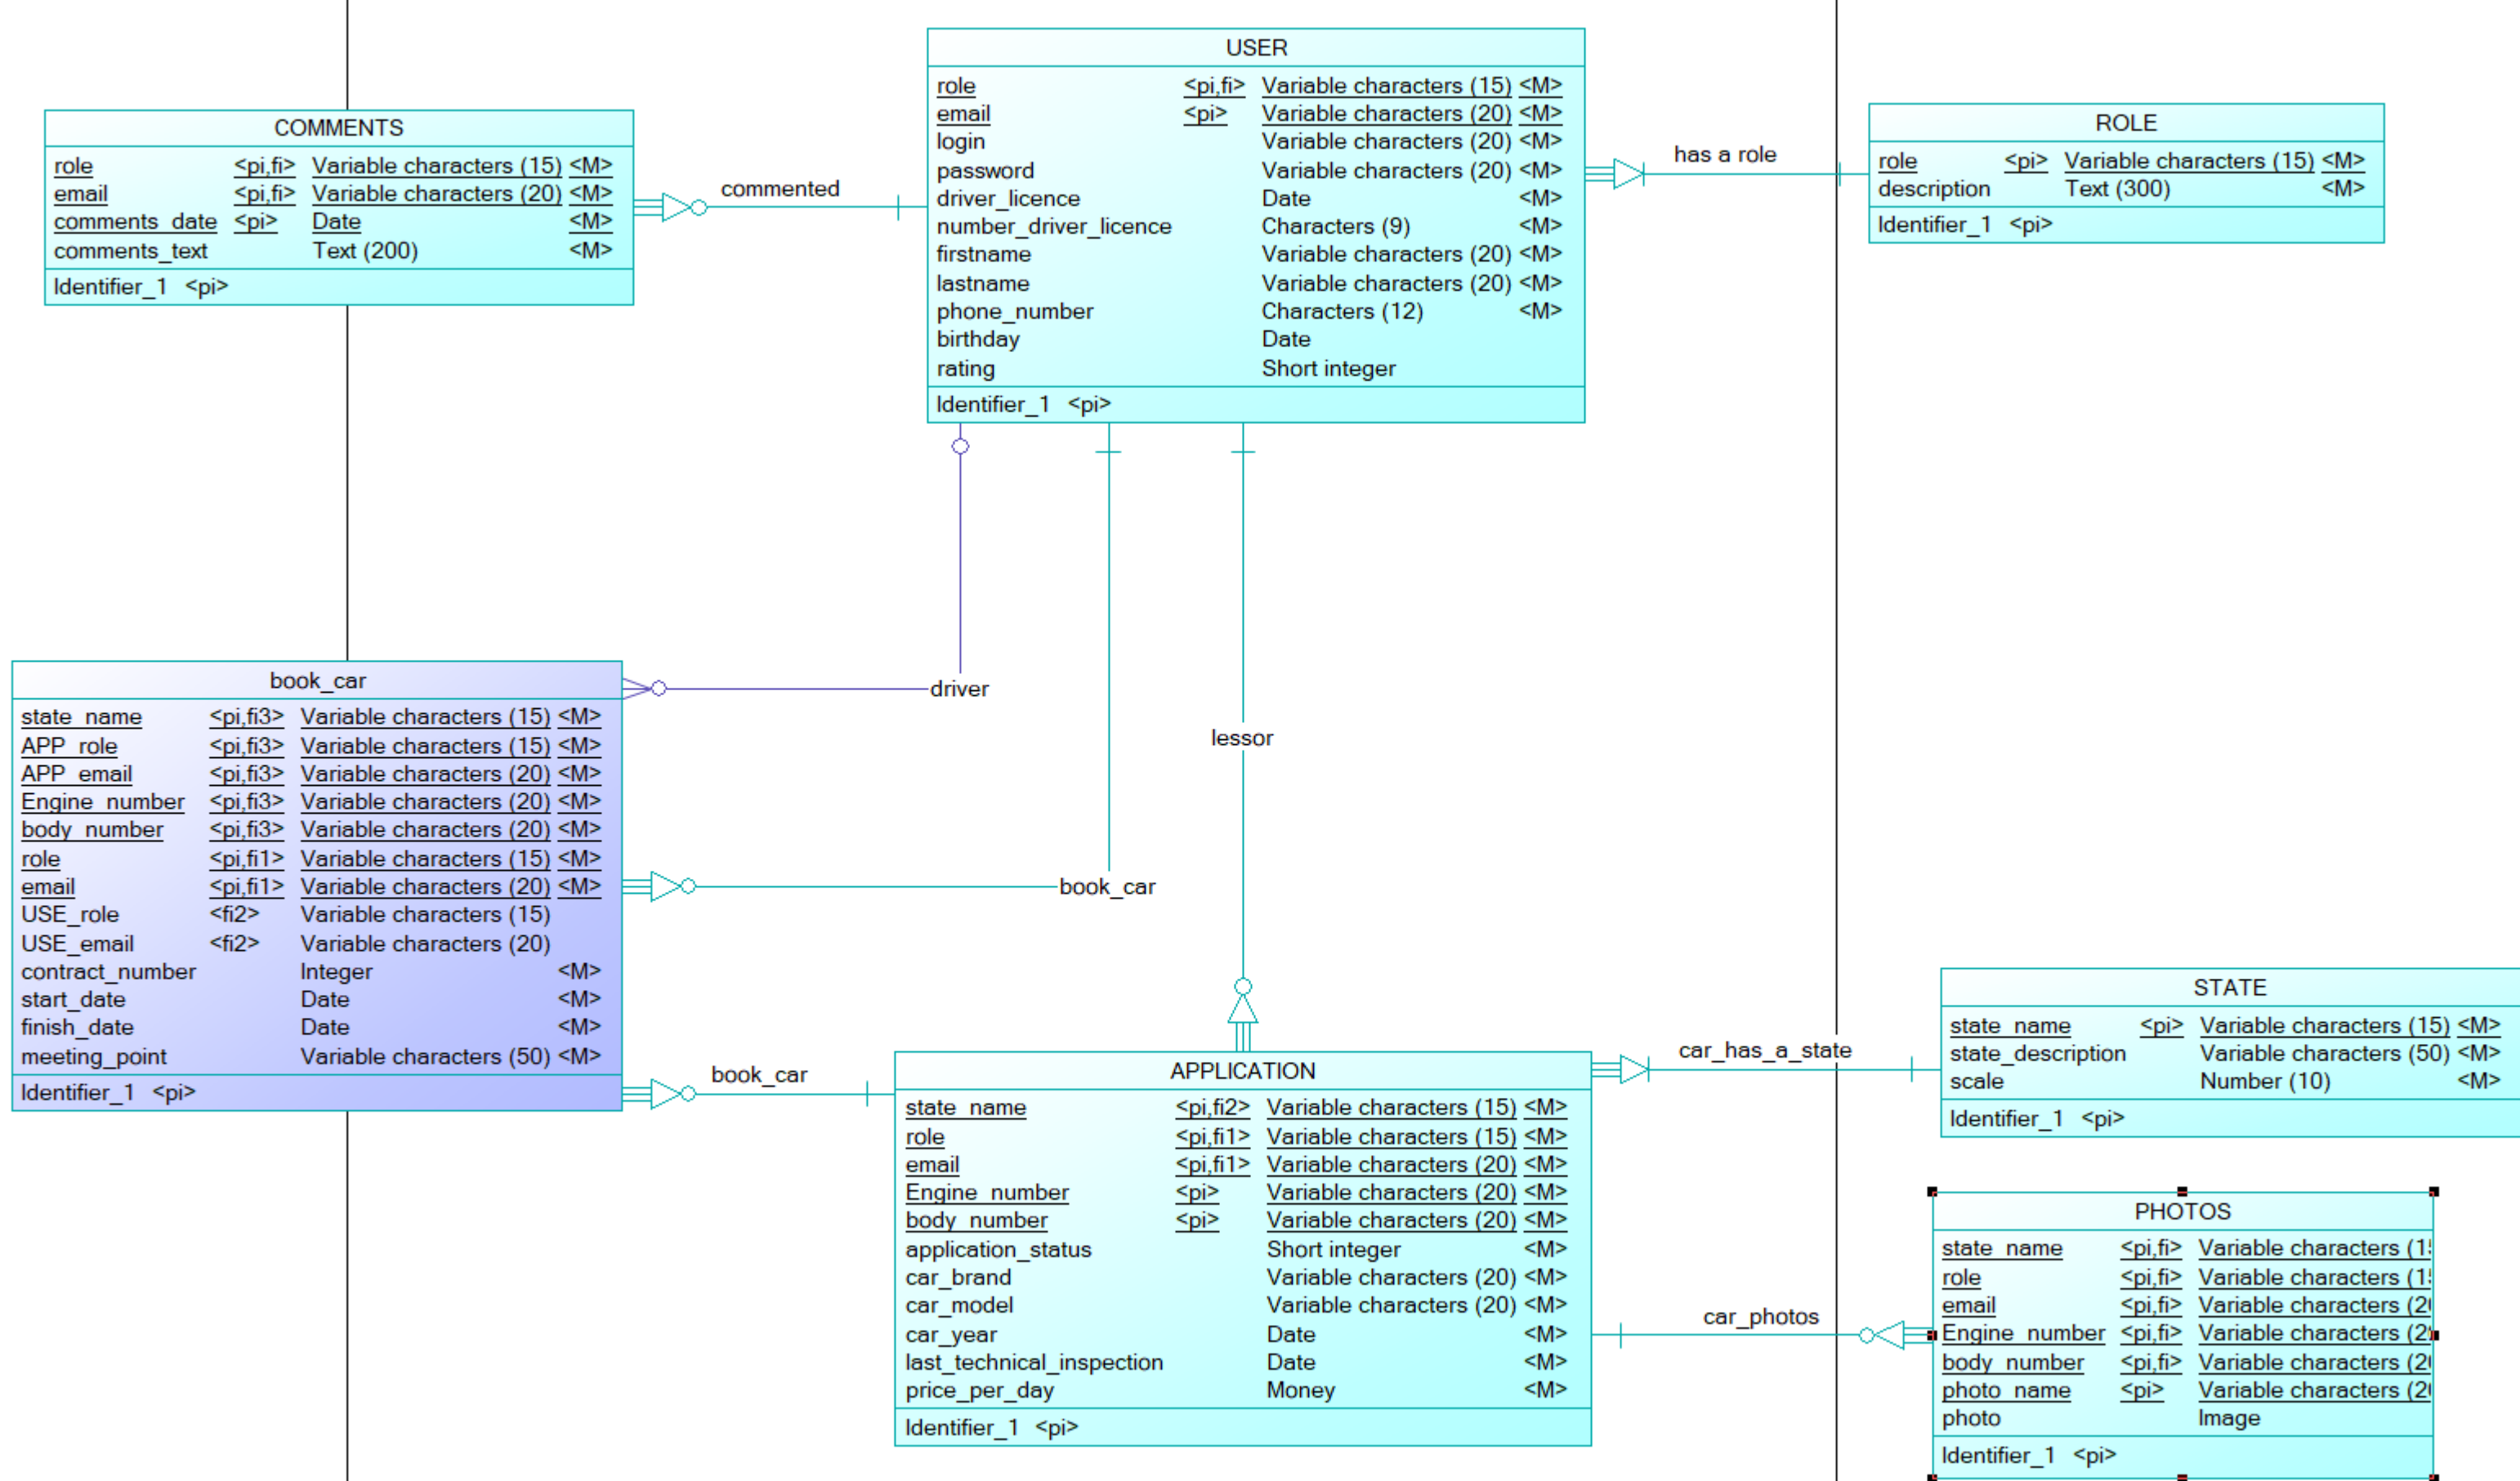 USER
role <pi,fi> Variable characters (15) <M>
email <pi> Variable characters (20) <M>
login Variable characters (20) <M>
password Variable characters (20) <M>
driver_licence Date <M>
number_driver_licence Characters (9) <M>
firstname Variable characters (20) <M>
lastname Variable characters (20) <M>
phone_number Characters (12) <M>
birthday Date
rating Short integer
Identifier_1 <pi>
COMMENTS
role <pi,fi> Variable characters (15) <M>
email <pi,fi> Variable characters (20) <M>
comments_date <pi> Date <M>
comments_text Text (200) <M>
Identifier_1 <pi>
commented
has a role
ROLE
role <pi> Variable characters (15) <M>
description Text (300) <M>
Identifier_1 <pi>
book_car
state_name <pi,fi3> Variable characters (15) <M>
APP_role <pi,fi3> Variable characters (15) <M>
APP_email <pi,fi3> Variable characters (20) <M>
Engine_number <pi,fi3> Variable characters (20) <M>
body_number <pi,fi3> Variable characters (20) <M>
role <pi,fi1> Variable characters (15) <M>
email <pi,fi1> Variable characters (20) <M>
USE_role <fi2> Variable characters (15)
USE_email <fi2> Variable characters (20)
contract_number Integer <M>
start_date Date <M>
finish_date Date <M>
meeting_point Variable characters (50) <M>
Identifier_1 <pi>
driver
lessor
book_car
book_car
APPLICATION
state_name <pi,fi2> Variable characters (15) <M>
role <pi,fi1> Variable characters (15) <M>
email <pi,fi1> Variable characters (20) <M>
Engine_number <pi> Variable characters (20) <M>
body_number <pi> Variable characters (20) <M>
application_status Short integer <M>
car_brand Variable characters (20) <M>
car_model Variable characters (20) <M>
car_year Date <M>
last_technical_inspection Date <M>
price_per_day Money <M>
Identifier_1 <pi>
car_has_a_state
STATE
state_name <pi> Variable characters (15) <M>
state_description Variable characters (50) <M>
scale Number (10) <M>
Identifier_1 <pi>
car_photos
PHOTOS
state_name <pi,fi> Variable characters
role <pi,fi> Variable characters
email <pi,fi> Variable characters
Engine_number <pi,fi> Variable characters
body_number <pi,fi> Variable characters
photo_name <pi> Variable characters
photo Image
Identifier_1 <pi>